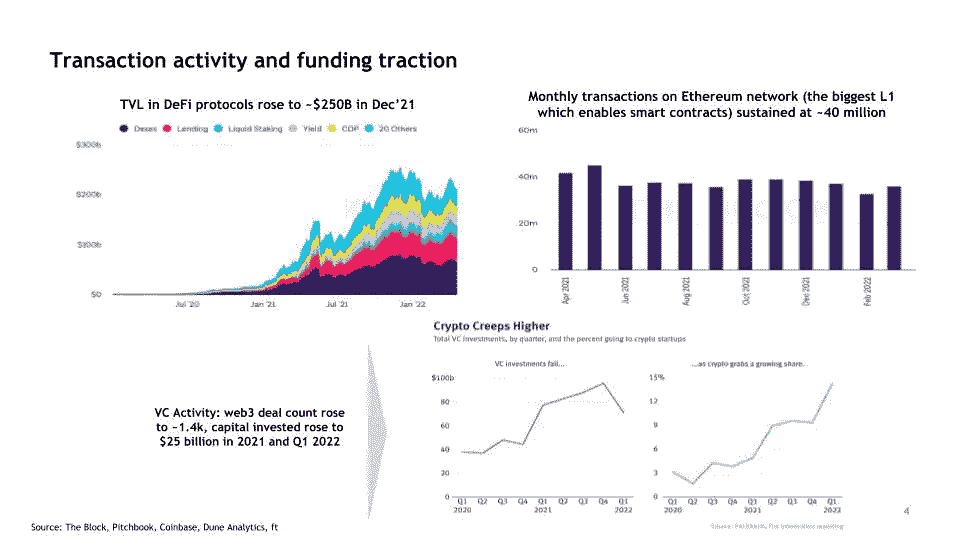 Transaction activity and funding traction
TVL in DeFi protocols rose to ~$250B in Dec'21
Dexes Lending Liquid Staking Yield CDP 20 Others
$300b
$200b
$100b
$0
Jul '20 Jan '21 Jul '21 Jan '22
Monthly transactions on Ethereum network (the biggest L1
which enables smart contracts) sustained at ~40 million
60m
40m
20m
0
Apr 2021 Jun 2021 Aug 2021 Oct 2021 Dec 2021 Feb 2022
VC Activity: web3 deal count rose
to ~1.4k, capital invested rose to
$25 billion in 2021 and Q1 2022
Crypto Creeps Higher
Total VC investments, by quarter, and the percent going to crypto startups
VC investments fall...
$100b
80
60
40
20
0
Q1 Q2 Q3 Q4 Q1 Q2 Q3 Q4 Q1
2020 2021 2022
...as crypto grabs a growing share.
15%
12
9
6
3
0
Q1 Q2 Q3 Q4 Q1 Q2 Q3 Q4 Q1
2020 2021 2022
4
Source: The Block, Pitchbook, Coinbase, Dune Analytics, ft